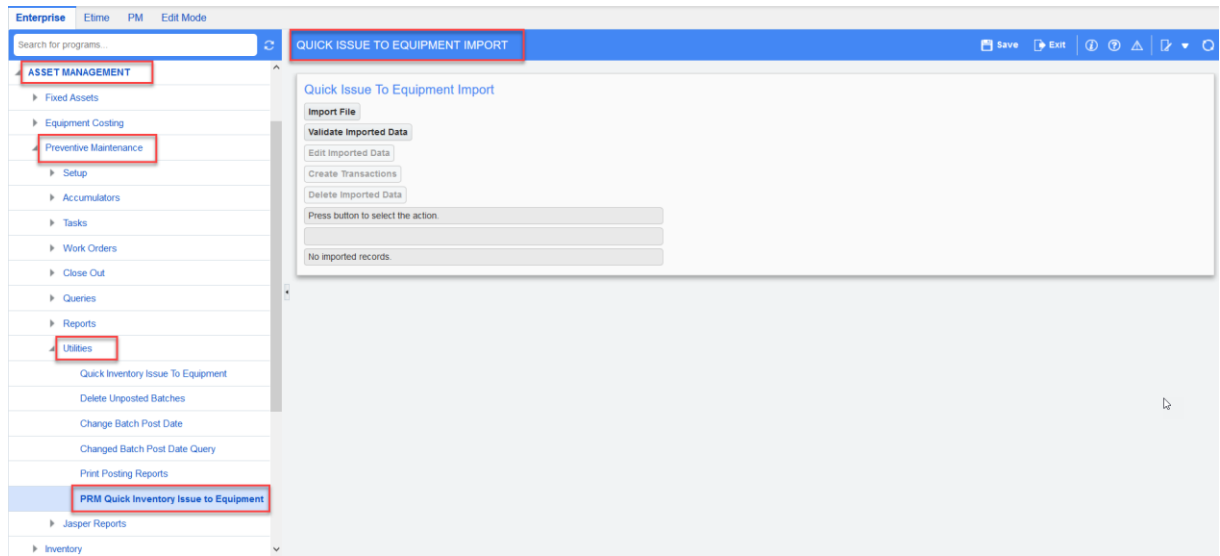 Enterprise Etime PM Edit Mode
Search for programs...
ASSET MANAGEMENT
Fixed Assets
Equipment Costing
Preventive Maintenance
Setup
Accumulators
Tasks
Work Orders
Close Out
Queries
Reports
Utilities
Quick Inventory Issue To Equipment
Delete Unposted Batches
Change Batch Post Date
Changed Batch Post Date Query
Print Posting Reports
PRM Quick Inventory Issue to Equipment
Jasper Reports
Inventory
QUICK ISSUE TO EQUIPMENT IMPORT
Save Exit
Quick Issue To Equipment Import
Import File
Validate Imported Data
Edit Imported Data
Create Transactions
Delete Imported Data
Press button to select the action.
No imported records.